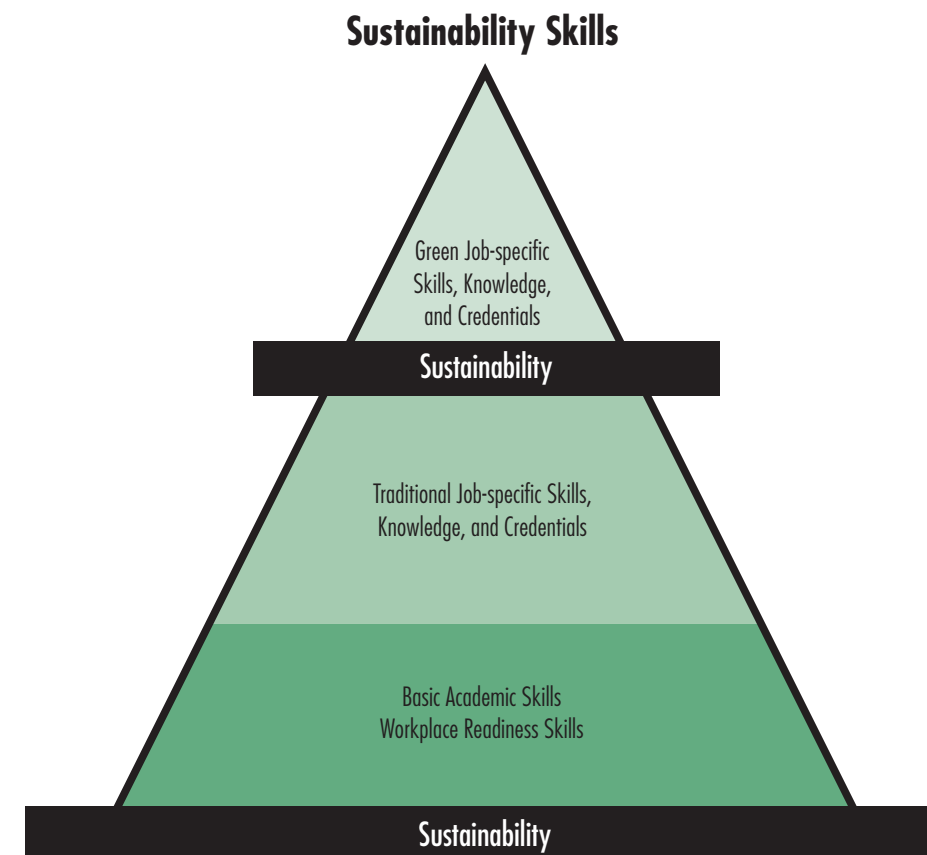 Sustainability Skills
Green Job-specific
Skills, Knowledge,
and Credentials
Sustainability
Traditional Job-specific Skills,
Knowledge, and Credentials
Basic Academic Skills
Workplace Readiness Skills
Sustainability